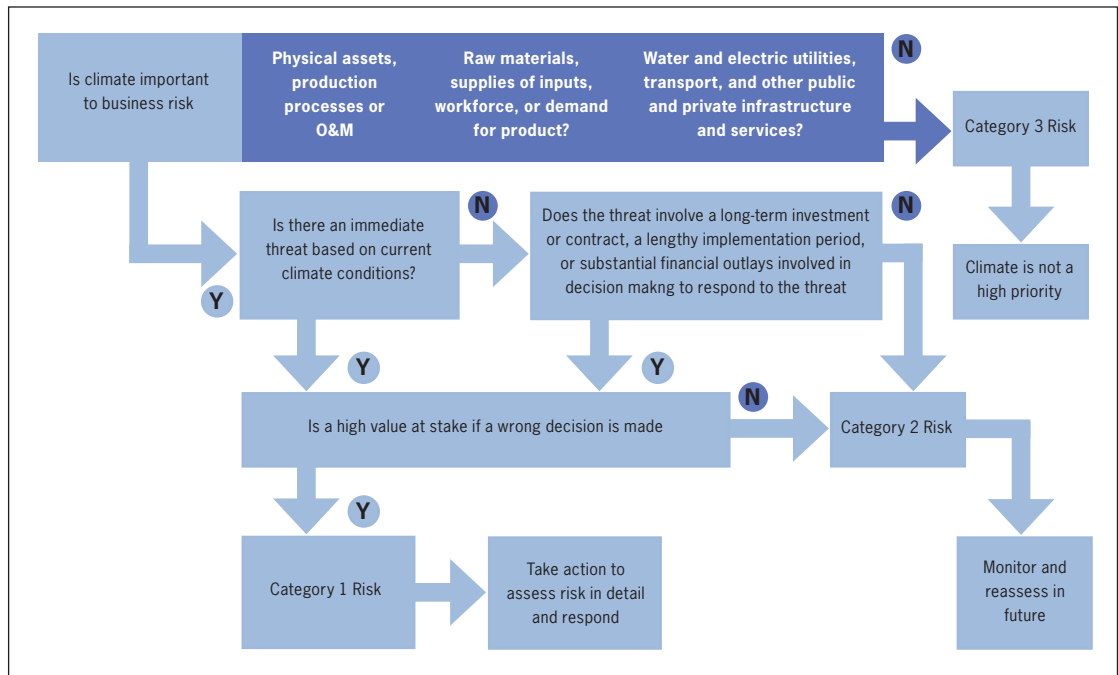 Is climate important
to business risk
Physical assets,
production
processes or
O&M
Raw materials,
supplies of inputs,
workforce, or demand
for product?
Water and electric utilities,
transport, and other public
and private infrastructure
and services?
N
Category 3 Risk
Is there an immediate
threat based on current
climate conditions?
N
Does the threat involve a long-term investment
or contract, a lengthy implementation period,
or substantial financial outlays involved in
decision makng to respond to the threat
N
Climate is not a
high priority
Y
Y
Y
Is a high value at stake if a wrong decision is made
N
Category 2 Risk
Y
Category 1 Risk
Take action to
assess risk in detail
and respond
Monitor and
reassess in
future